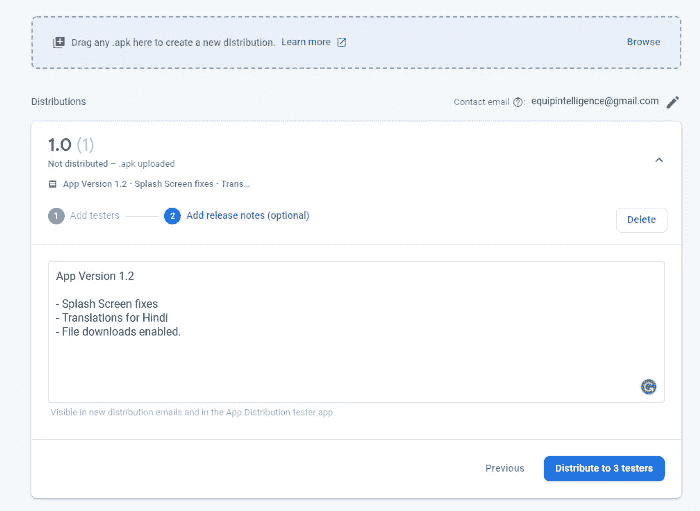 Drag any .apk here to create a new distribution. Learn more Browse
Distributions Contact email ?: equipintelligence@gmail.com
1.0 (1)
Not distributed – .apk uploaded
App Version 1.2 - Splash Screen fixes - Trans...
1 Add testers 2 Add release notes (optional) Delete
App Version 1.2
- Splash Screen fixes
- Translations for Hindi
- File downloads enabled.
Visible in new distribution emails and in the App Distribution tester app
Previous Distribute to 3 testers